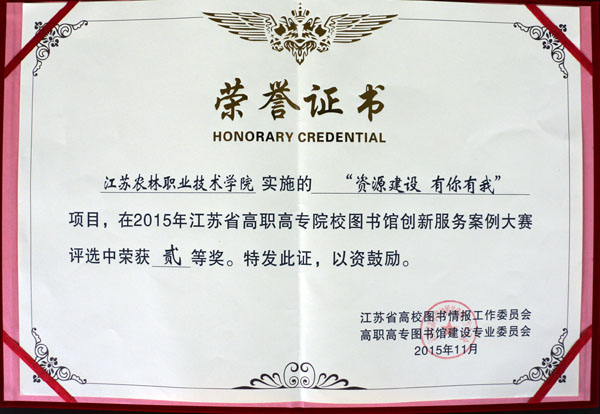 荣誉证书
HONORARY CREDENTIAL
江苏农林职业技术学院 实施的 “资源建设 有你有我”
项目，在2015年江苏省高职高专院校图书馆创新服务案例大赛
评选中荣获 贰 等奖。特发此证，以资鼓励。
江苏省高校图书情报工作委员会
高职高专图书馆建设专业委员会
2015年11月